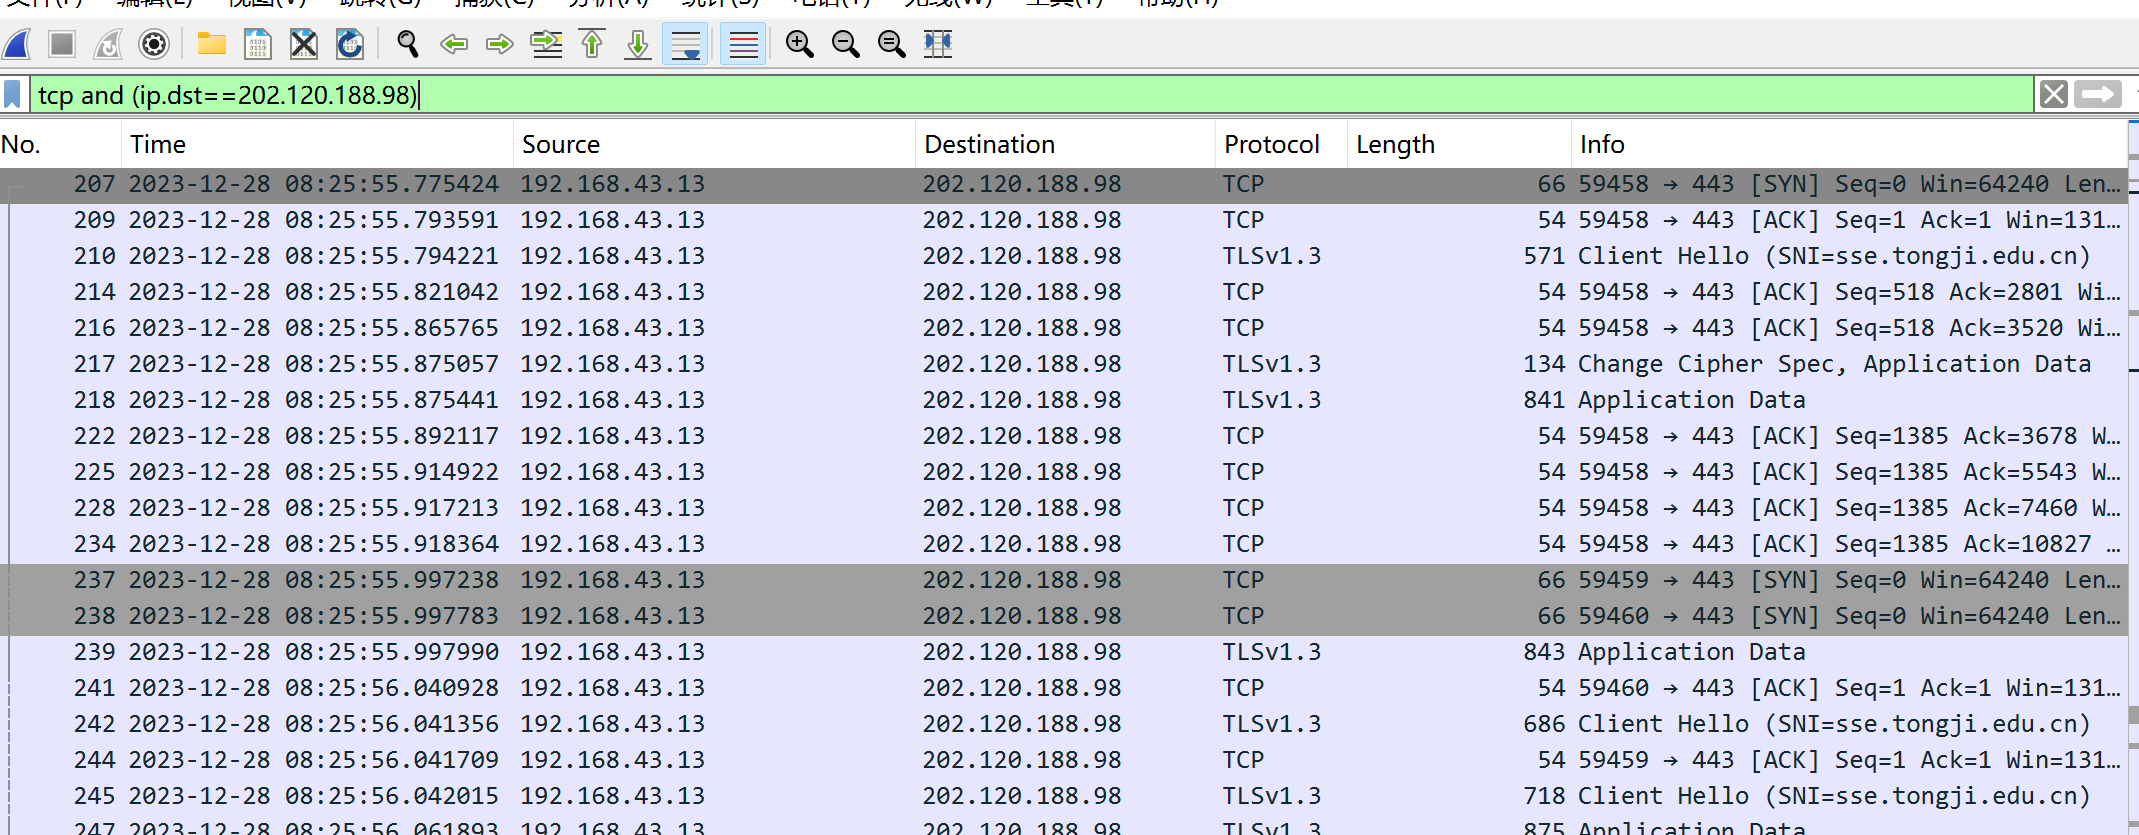 文件(F) 编辑(E) 视图(V) 跳转(G) 捕获(C) 分析(A) 统计(S) 电话(Y) 无线(W) 工具(T) 帮助(H)
tcp and (ip.dst==202.120.188.98)
No. Time Source Destination Protocol Length Info
207 2023-12-28 08:25:55.775424 192.168.43.13 202.120.188.98 TCP 66 59458 → 443 [SYN] Seq=0 Win=64240 Len…
209 2023-12-28 08:25:55.793591 192.168.43.13 202.120.188.98 TCP 54 59458 → 443 [ACK] Seq=1 Ack=1 Win=131…
210 2023-12-28 08:25:55.794221 192.168.43.13 202.120.188.98 TLSv1.3 571 Client Hello (SNI=sse.tongji.edu.cn)
214 2023-12-28 08:25:55.821042 192.168.43.13 202.120.188.98 TCP 54 59458 → 443 [ACK] Seq=518 Ack=2801 Wi…
216 2023-12-28 08:25:55.865765 192.168.43.13 202.120.188.98 TCP 54 59458 → 443 [ACK] Seq=518 Ack=3520 Wi…
217 2023-12-28 08:25:55.875057 192.168.43.13 202.120.188.98 TLSv1.3 134 Change Cipher Spec, Application Data
218 2023-12-28 08:25:55.875441 192.168.43.13 202.120.188.98 TLSv1.3 841 Application Data
222 2023-12-28 08:25:55.892117 192.168.43.13 202.120.188.98 TCP 54 59458 → 443 [ACK] Seq=1385 Ack=3678 W…
225 2023-12-28 08:25:55.914922 192.168.43.13 202.120.188.98 TCP 54 59458 → 443 [ACK] Seq=1385 Ack=5543 W…
228 2023-12-28 08:25:55.917213 192.168.43.13 202.120.188.98 TCP 54 59458 → 443 [ACK] Seq=1385 Ack=7460 W…
234 2023-12-28 08:25:55.918364 192.168.43.13 202.120.188.98 TCP 54 59458 → 443 [ACK] Seq=1385 Ack=10827 …
237 2023-12-28 08:25:55.997238 192.168.43.13 202.120.188.98 TCP 66 59459 → 443 [SYN] Seq=0 Win=64240 Len…
238 2023-12-28 08:25:55.997783 192.168.43.13 202.120.188.98 TCP 66 59460 → 443 [SYN] Seq=0 Win=64240 Len…
239 2023-12-28 08:25:55.997990 192.168.43.13 202.120.188.98 TLSv1.3 843 Application Data
241 2023-12-28 08:25:56.040928 192.168.43.13 202.120.188.98 TCP 54 59460 → 443 [ACK] Seq=1 Ack=1 Win=131…
242 2023-12-28 08:25:56.041356 192.168.43.13 202.120.188.98 TLSv1.3 686 Client Hello (SNI=sse.tongji.edu.cn)
244 2023-12-28 08:25:56.041709 192.168.43.13 202.120.188.98 TCP 54 59459 → 443 [ACK] Seq=1 Ack=1 Win=131…
245 2023-12-28 08:25:56.042015 192.168.43.13 202.120.188.98 TLSv1.3 718 Client Hello (SNI=sse.tongji.edu.cn)
247 2023-12-28 08:25:56.061893 192.168.43.13 202.120.188.98 TLSv1.3 875 Application Data